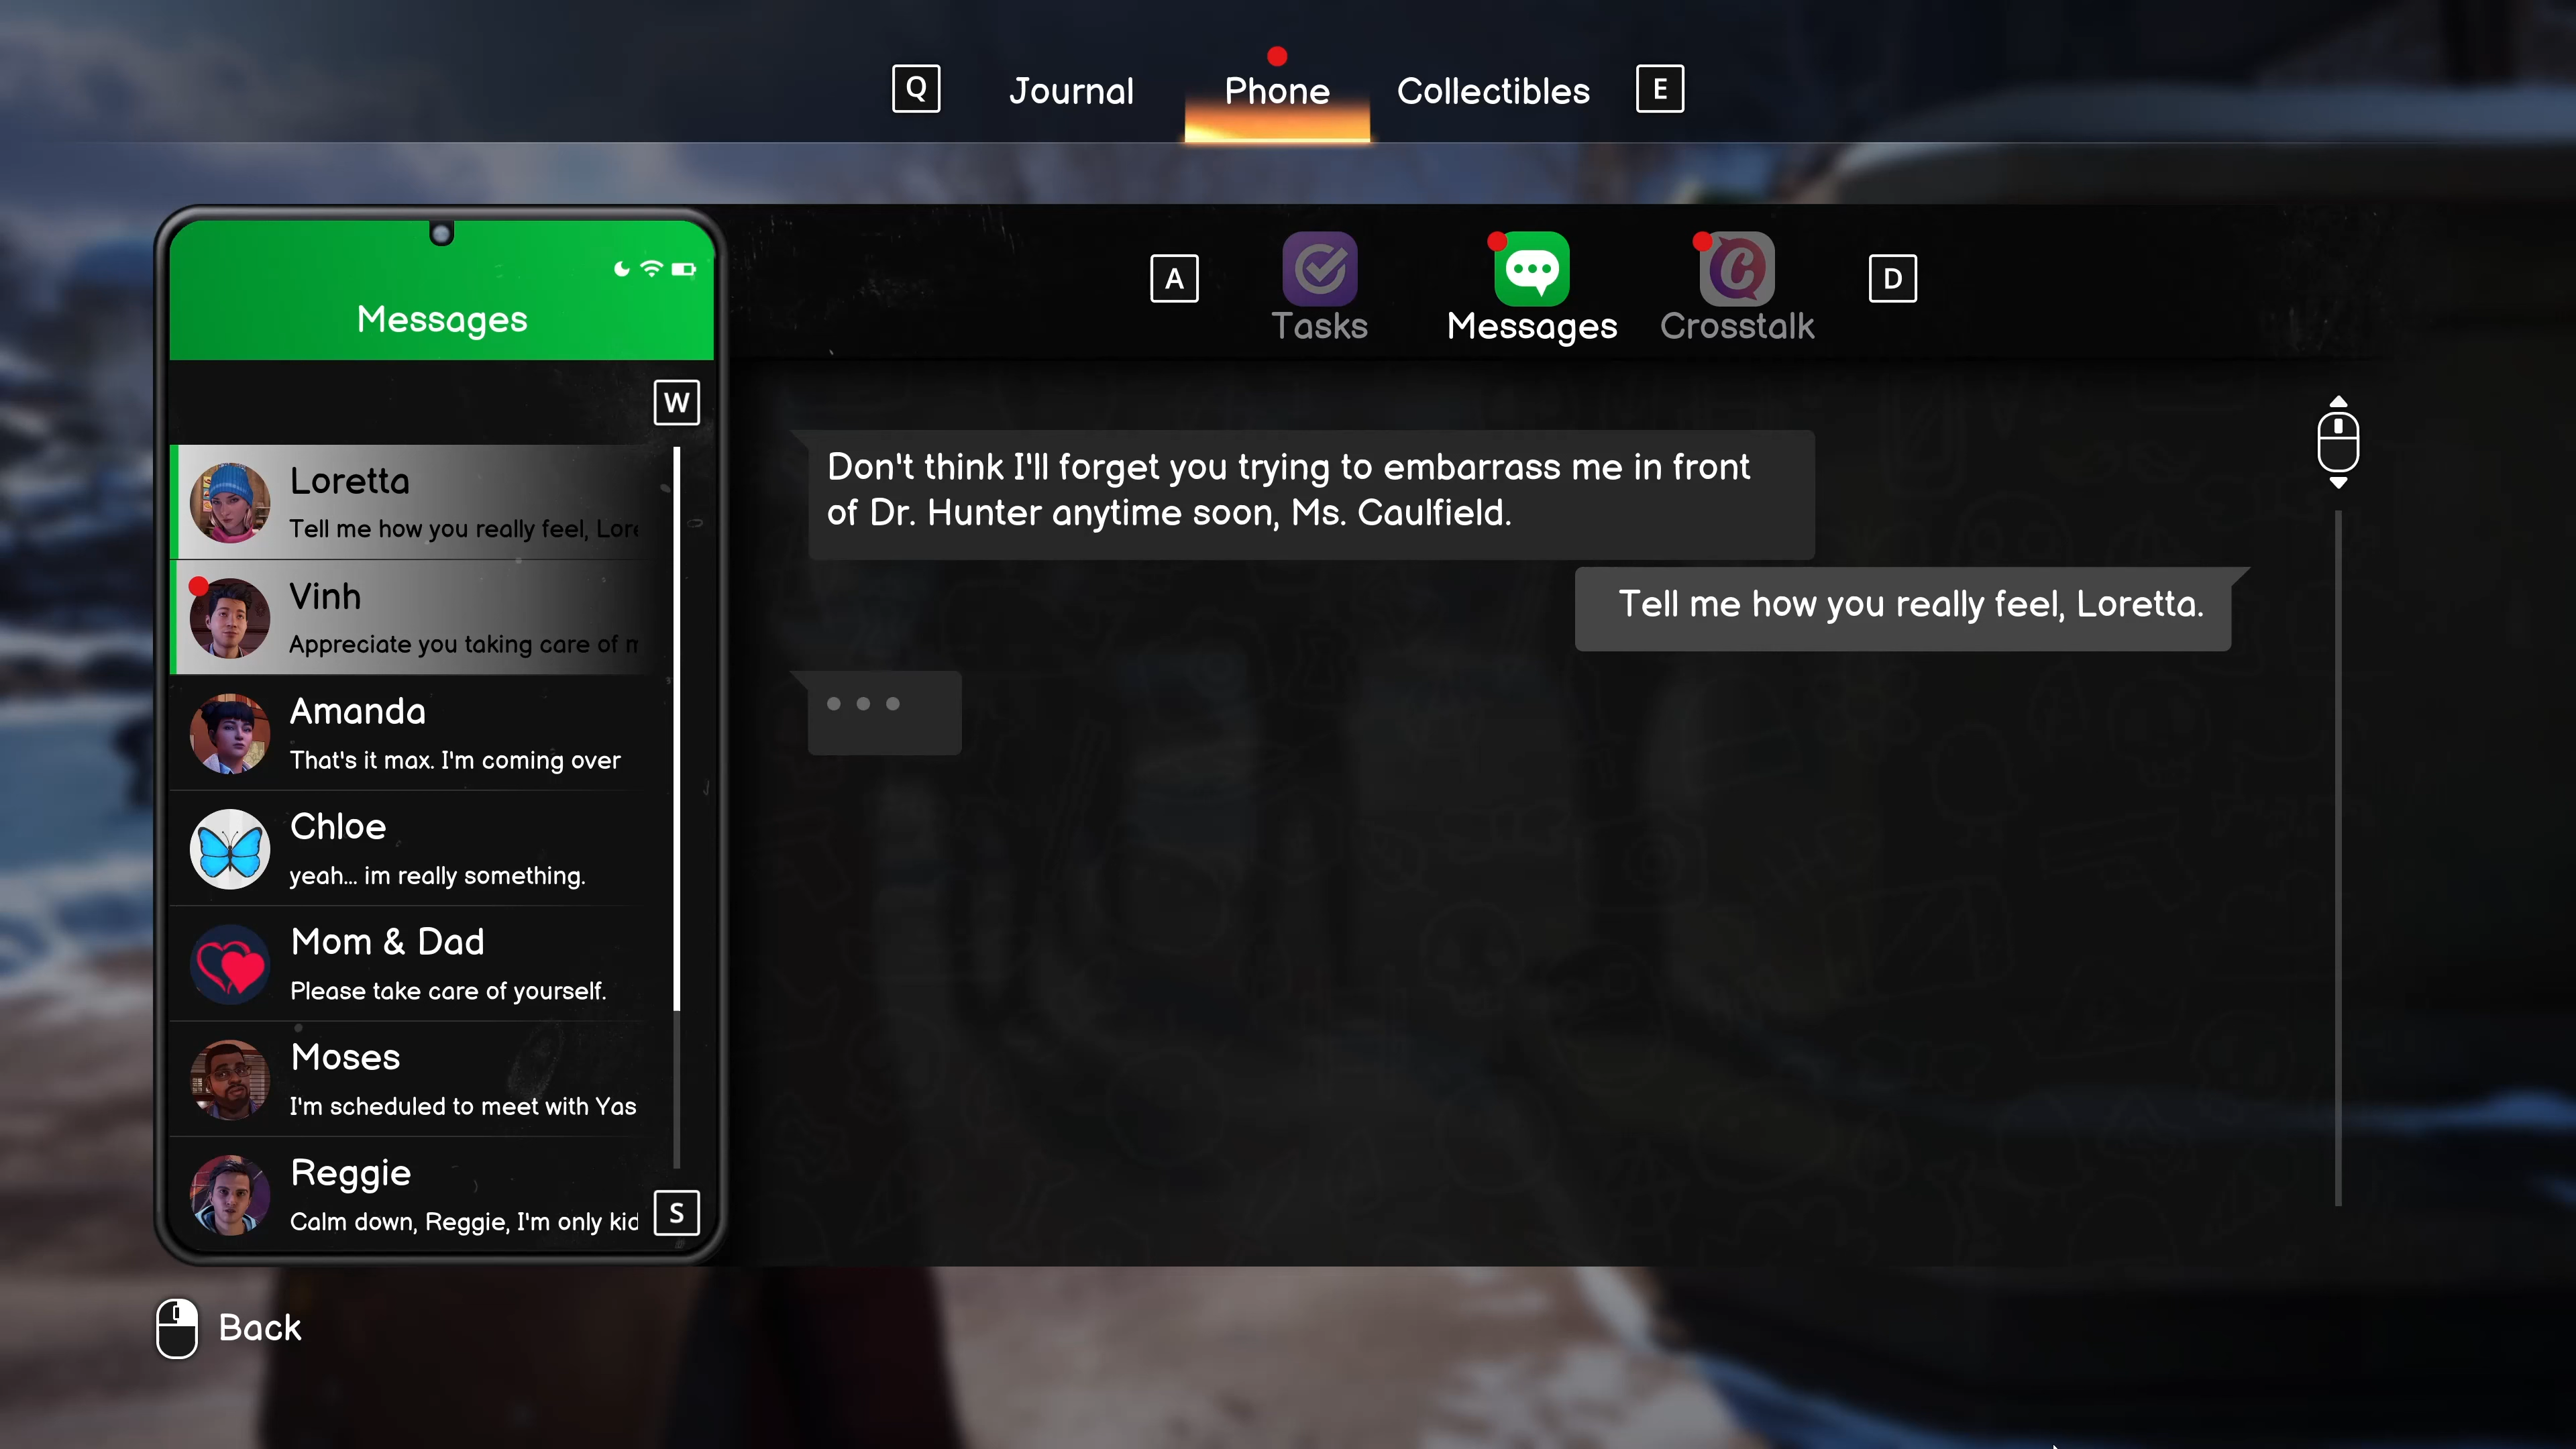 Q
Journal
Phone
Collectibles
E
Messages
A
Tasks
Messages
Crosstalk
D
W
Loretta
Tell me how you really feel, Lore
Vinh
Appreciate you taking care of m
Amanda
That's it max. I'm coming over
Chloe
yeah... im really something.
Mom & Dad
Please take care of yourself.
Moses
I'm scheduled to meet with Yas
Reggie
Calm down, Reggie, I'm only kid
S
Don't think I'll forget you trying to embarrass me in front
of Dr. Hunter anytime soon, Ms. Caulfield.
Tell me how you really feel, Loretta.
Back